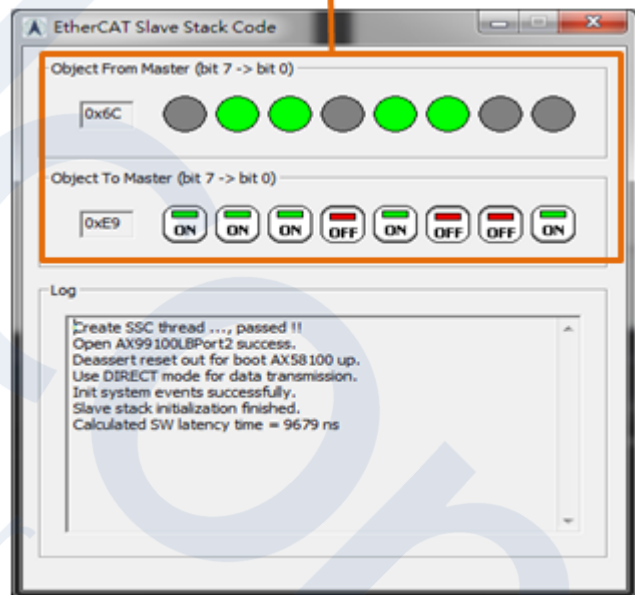 EtherCAT Slave Stack Code
Object From Master (bit 7 -> bit 0)
0x6C
Object To Master (bit 7 -> bit 0)
0xE9
ON ON ON OFF ON OFF OFF ON
Log
Create SSC thread ..., passed !!
Open AX99100LBPort2 success.
Deassert reset out for boot AX58100 up.
Use DIRECT mode for data transmission.
Init system events successfully.
Slave stack initialization finished.
Calculated SW latency time = 9679 ns